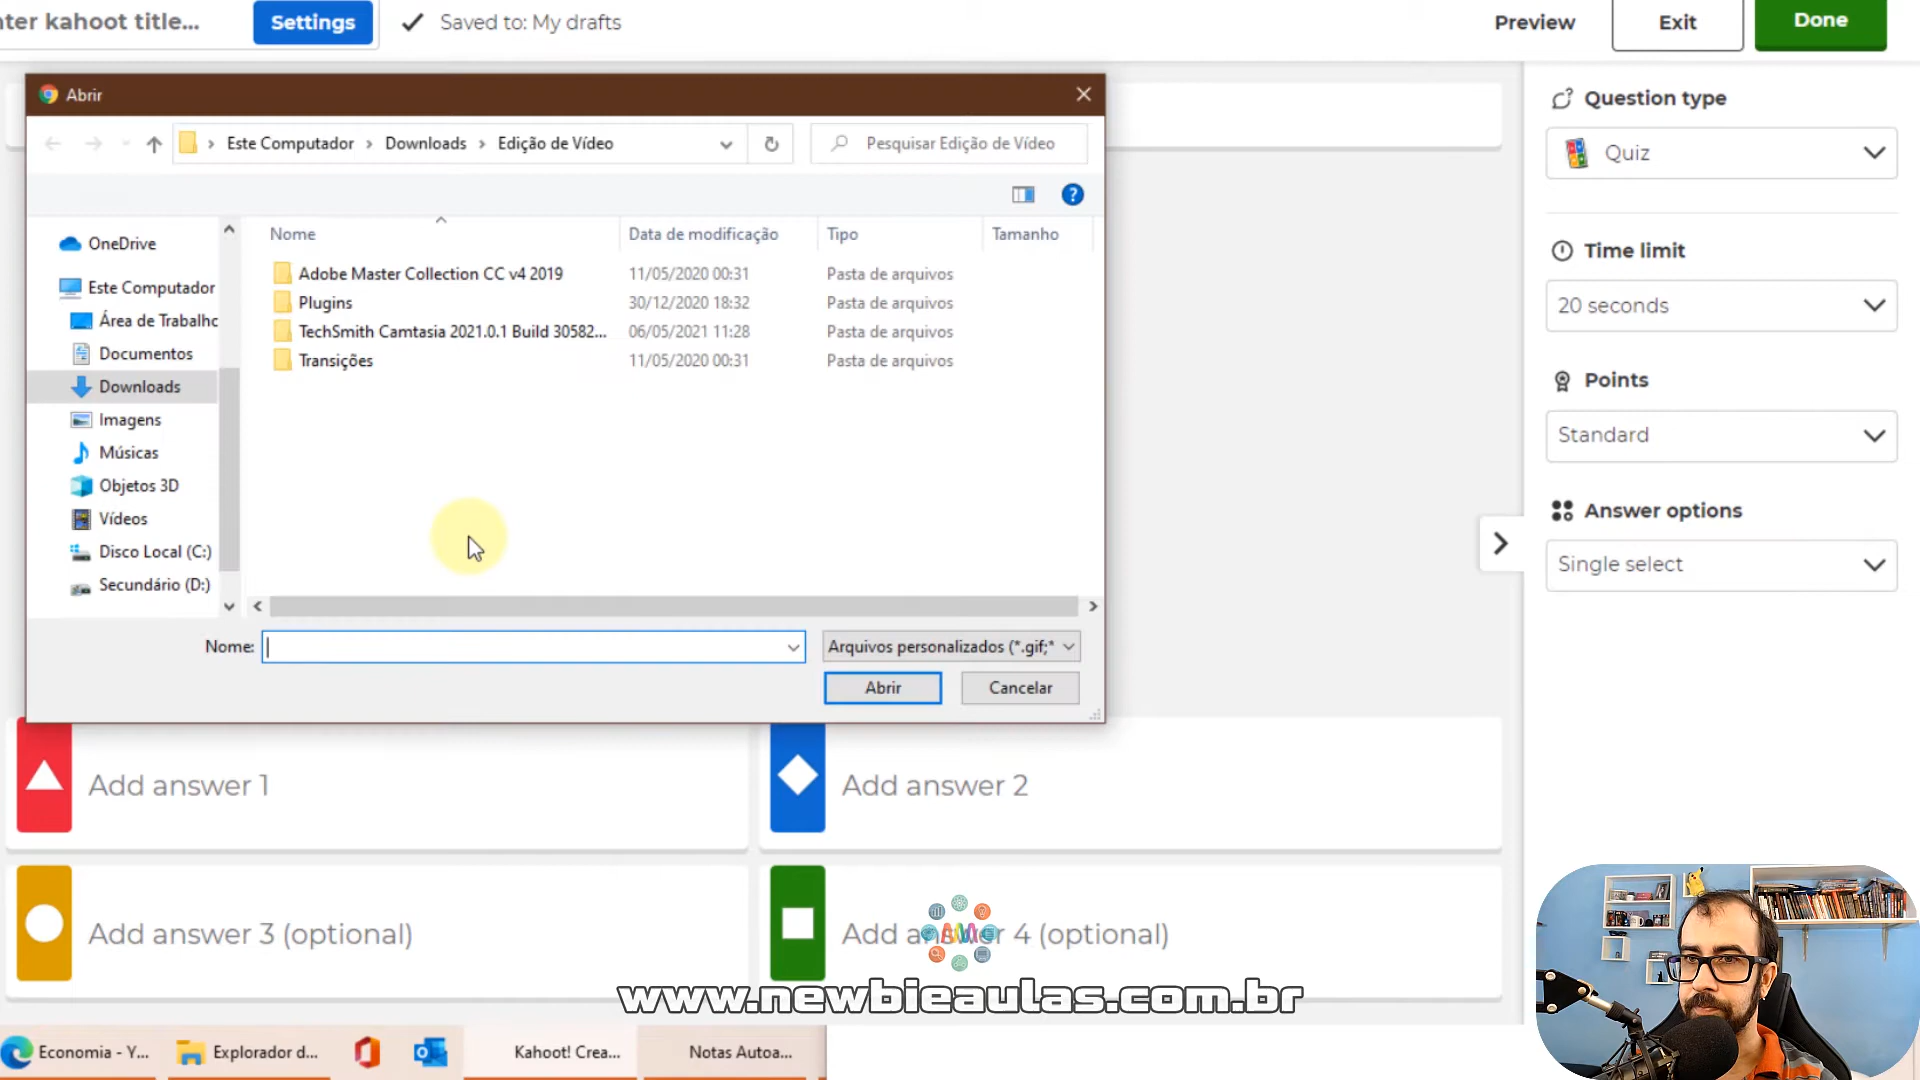 nter kahoot title...
Settings
Saved to: My drafts
Preview
Exit
Done
Abrir
Este Computador
Downloads
Edição de Vídeo
Pesquisar Edição de Vídeo
?
Nome
Data de modificação
Tipo
Tamanho
Adobe Master Collection CC v4 2019
11/05/2020 00:31
Pasta de arquivos
Plugins
30/12/2020 18:32
Pasta de arquivos
TechSmith Camtasia 2021.0.1 Build 30582...
06/05/2021 11:28
Pasta de arquivos
Transições
11/05/2020 00:31
Pasta de arquivos
OneDrive
Este Computador
Área de Trabalhc
Documentos
Downloads
Imagens
Músicas
Objetos 3D
Vídeos
Disco Local (C:)
Secundário (D:)
Nome:
Arquivos personalizados (*.gif;*
Abrir
Cancelar
Question type
Quiz
Time limit
20 seconds
Points
Standard
Answer options
Single select
Add answer 1
Add answer 2
Add answer 3 (optional)
Add answer 4 (optional)
www.newbieaulas.com.br
Economia - Y...
Explorador d...
Kahoot! Crea...
Notas Autoa...